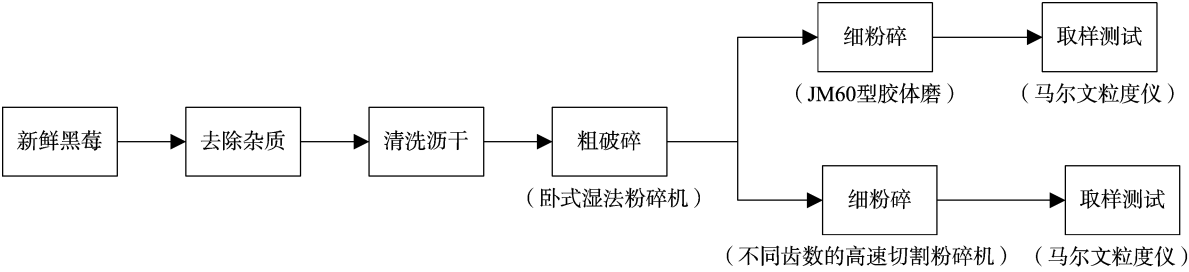 细粉碎
取样测试
（JM60型胶体磨）
（马尔文粒度仪）
新鲜黑莓
去除杂质
清洗沥干
粗破碎
（卧式湿法粉碎机）
细粉碎
取样测试
（不同齿数的高速切割粉碎机）
（马尔文粒度仪）